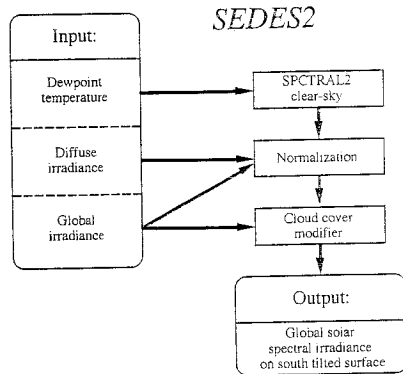 SEDES2
Input:
Dewpoint
temperature
Diffuse
irradiance
Global
irradiance
SPCTRAL2
clear-sky
Normalization
Cloud cover
modifier
Output:
Global solar
spectral irradiance
on south tilted surface